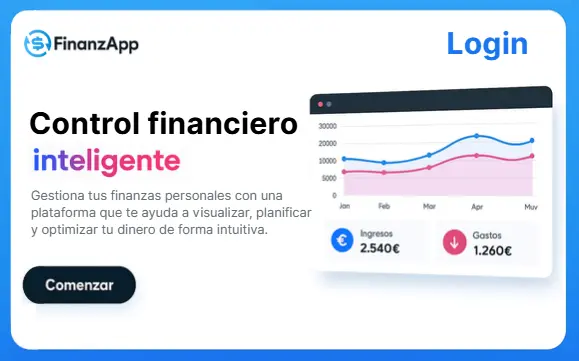 FinanzApp
Login
Control financiero
inteligente
Gestiona tus finanzas personales con una
plataforma que te ayuda a visualizar, planificar
y optimizar tu dinero de forma intuitiva.
Comenzar
30000
20000
10000
5000
0
Jan Feb Mar Apr Muv
Ingresos
2.540€
Gastos
1.260€